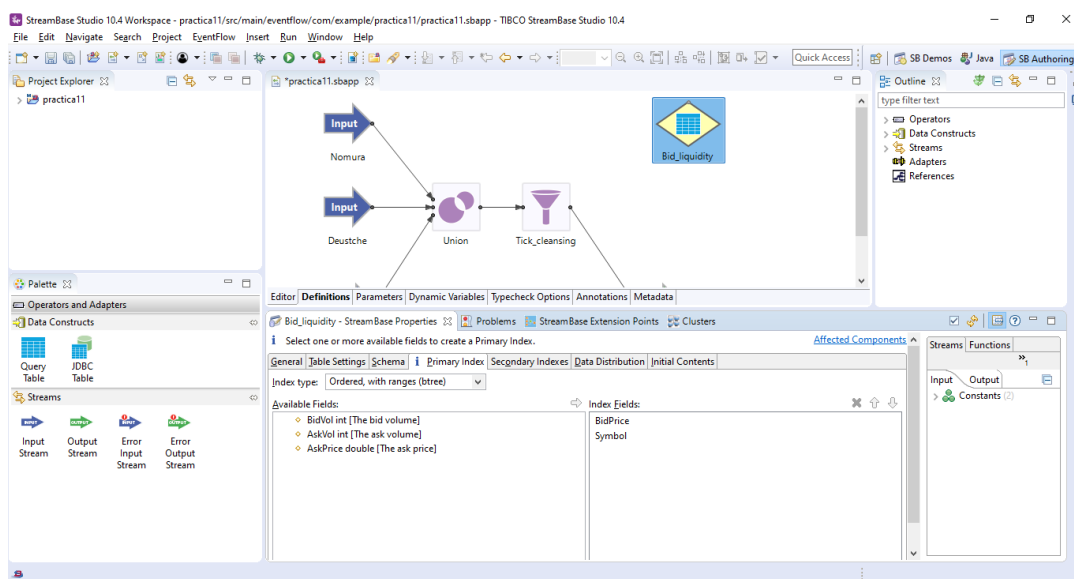 StreamBase Studio 10.4 Workspace - practica11/src/main/eventflow/com/example/practica11/practica11.sbapp - TIBCO StreamBase Studio 10.4
File Edit Navigate Search Project EventFlow Insert Run Window Help
Quick Access SB Demos Java SB Authoring
Project Explorer
practica11
*practica11.sbapp
Input
Nomura
Input
Deustche
Union
Tick_cleansing
Bid_liquidity
Editor Definitions Parameters Dynamic Variables Typecheck Options Annotations Metadata
Outline
type filter text
Operators
Data Constructs
Streams
Adapters
References
Palette
Operators and Adapters
Data Constructs
Query Table
JDBC Table
Streams
Input Stream
Output Stream
Error Input Stream
Error Output Stream
Bid_liquidity - StreamBase Properties Problems StreamBase Extension Points Clusters
Select one or more available fields to create a Primary Index.
Affected Components
General Table Settings Schema Primary Index Secondary Indexes Data Distribution Initial Contents
Index type: Ordered, with ranges (btree)
Available Fields:
BidVol int [The bid volume]
AskVol int [The ask volume]
AskPrice double [The ask price]
Index Fields:
BidPrice
Symbol
Streams Functions
»1
Input Output
Constants (2)